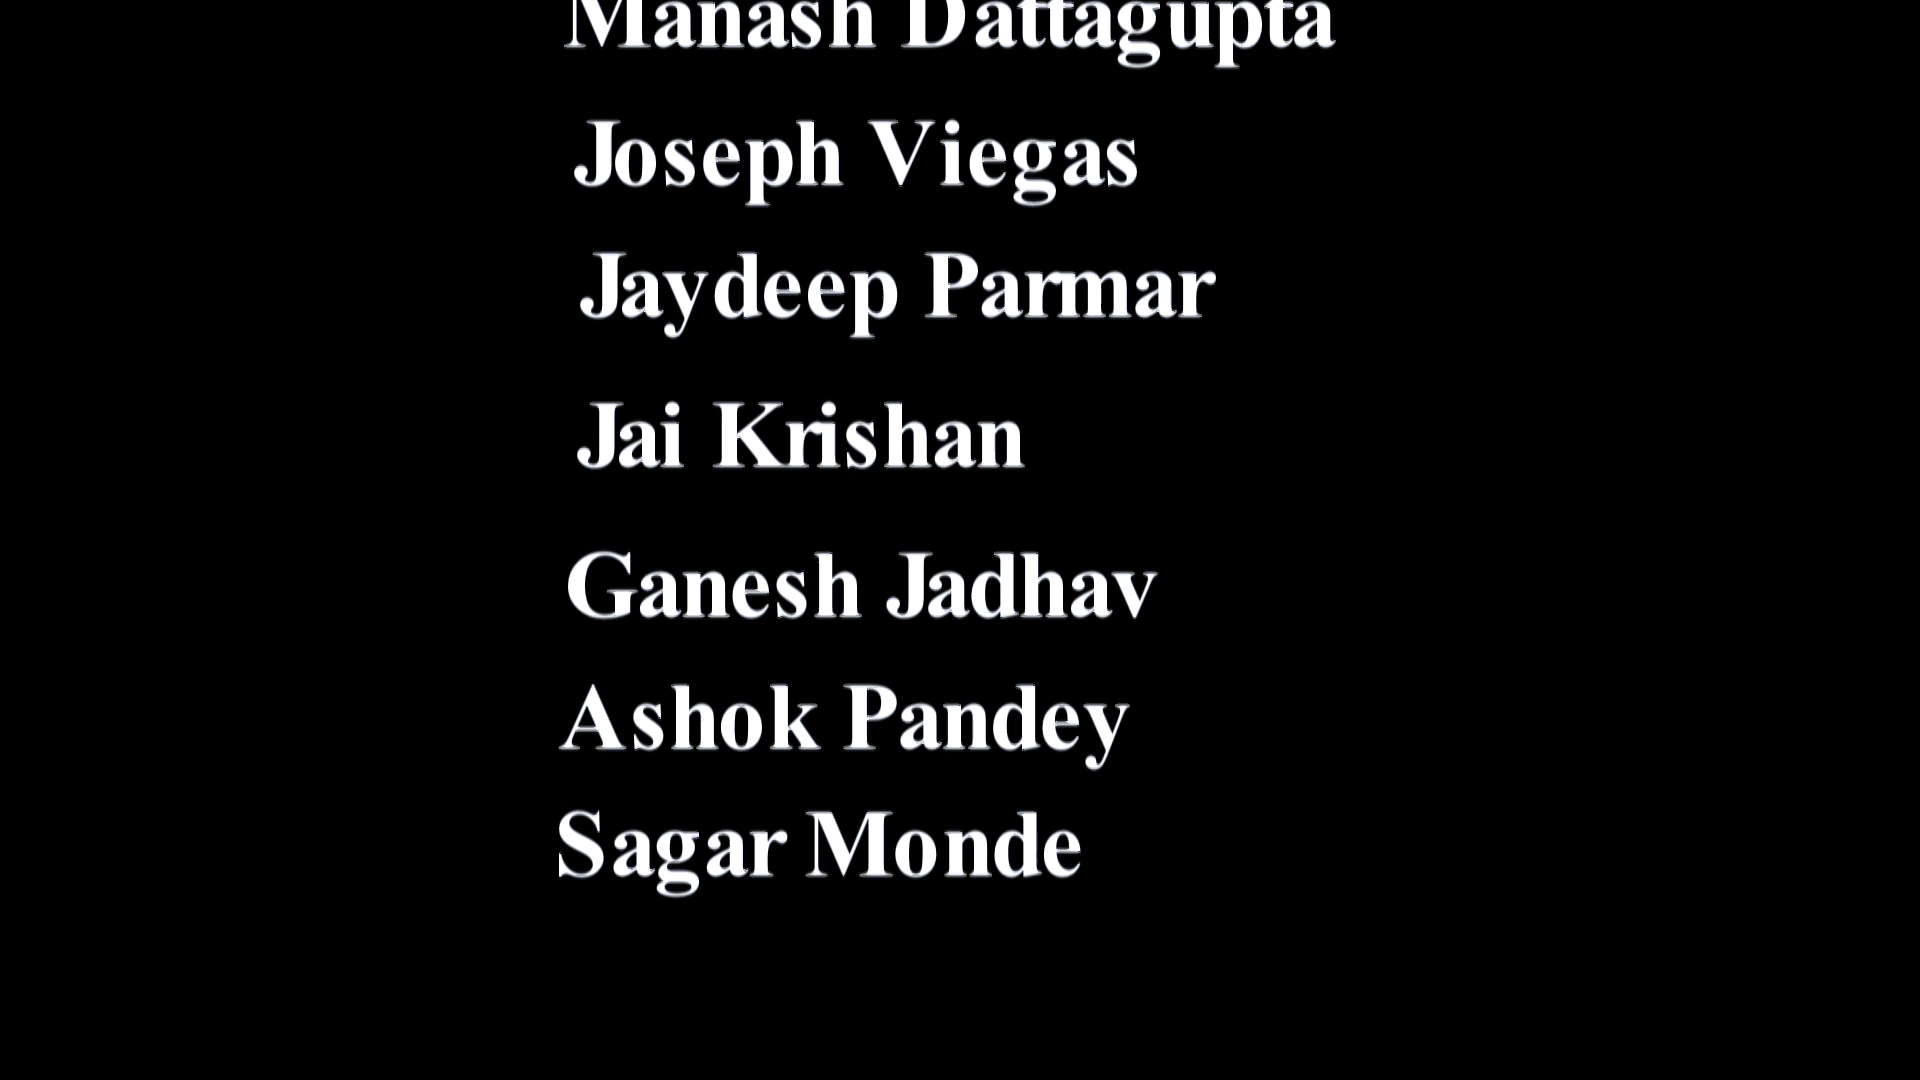 Manash Dattagupta
Joseph Viegas
Jaydeep Parmar
Jai Krishan
Ganesh Jadhav
Ashok Pandey
Sagar Monde